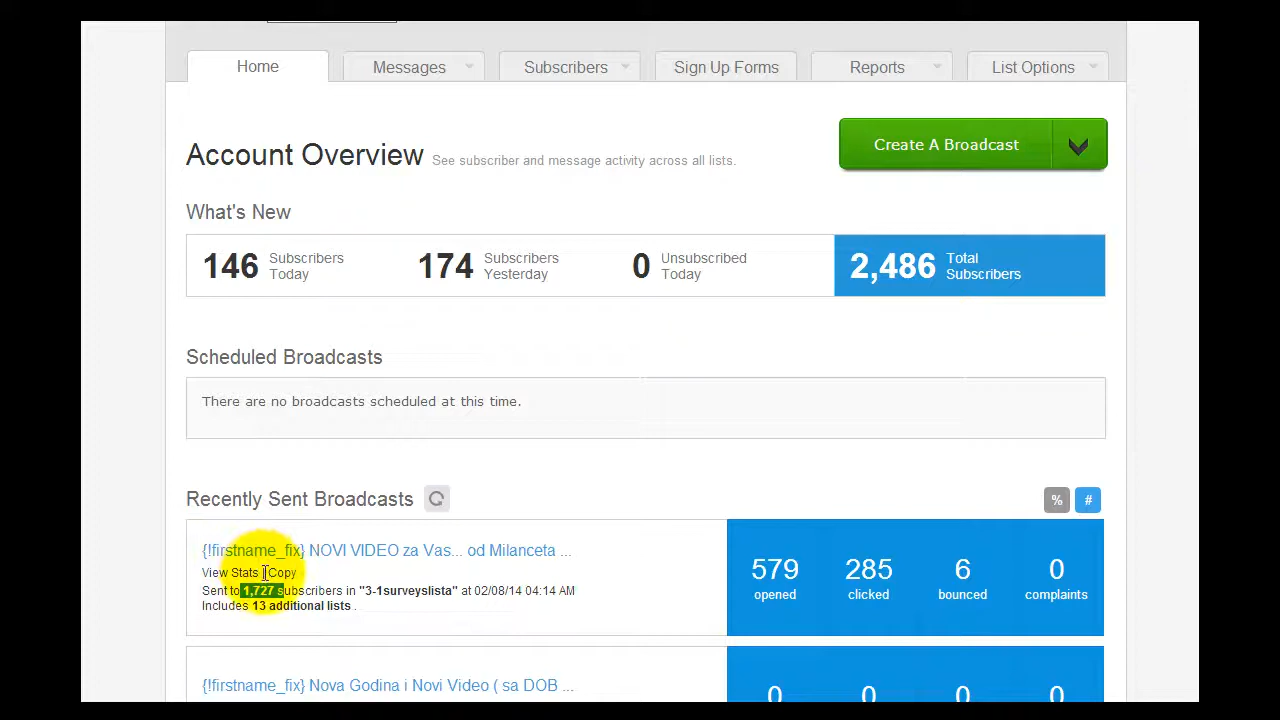 Home Messages Subscribers Sign Up Forms Reports List Options
Account Overview See subscriber and message activity across all lists.
Create A Broadcast
What's New
146 Subscribers Today
174 Subscribers Yesterday
0 Unsubscribed Today
2,486 Total Subscribers
Scheduled Broadcasts
There are no broadcasts scheduled at this time.
Recently Sent Broadcasts
% #
{!firstname_fix} NOVI VIDEO za Vas... od Milanceta ...
View Stats | Copy
Sent to 1,727 subscribers in "3-1surveyslista" at 02/08/14 04:14 AM
Includes 13 additional lists .
579 285 6 0
opened clicked bounced complaints
{!firstname_fix} Nova Godina i Novi Video ( sa DOB ...
0 0 0 0